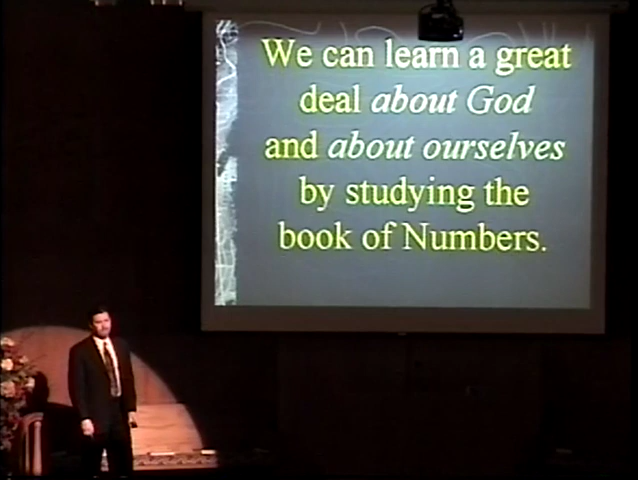 We can learn a great
deal about God
and about ourselves
by studying the
book of Numbers.